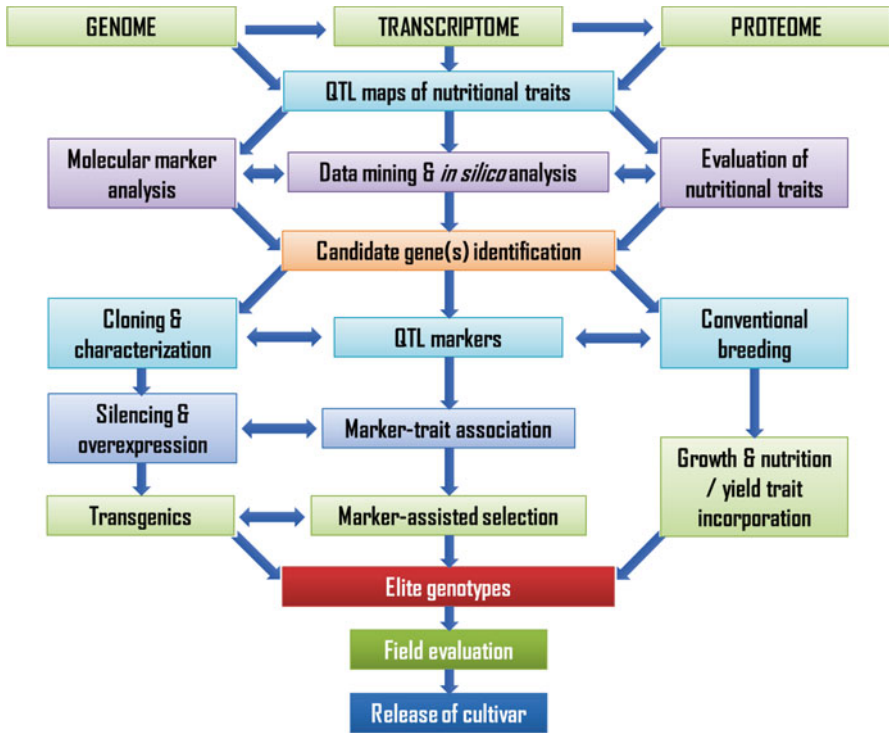 GENOME
TRANSCRIPTOME
PROTEOME
QTL maps of nutritional traits
Molecular marker
analysis
Data mining & in silico analysis
Evaluation of
nutritional traits
Candidate gene(s) identification
Cloning &
characterization
QTL markers
Conventional
breeding
Silencing &
overexpression
Marker-trait association
Growth & nutrition
/ yield trait
incorporation
Transgenics
Marker-assisted selection
Elite genotypes
Field evaluation
Release of cultivar